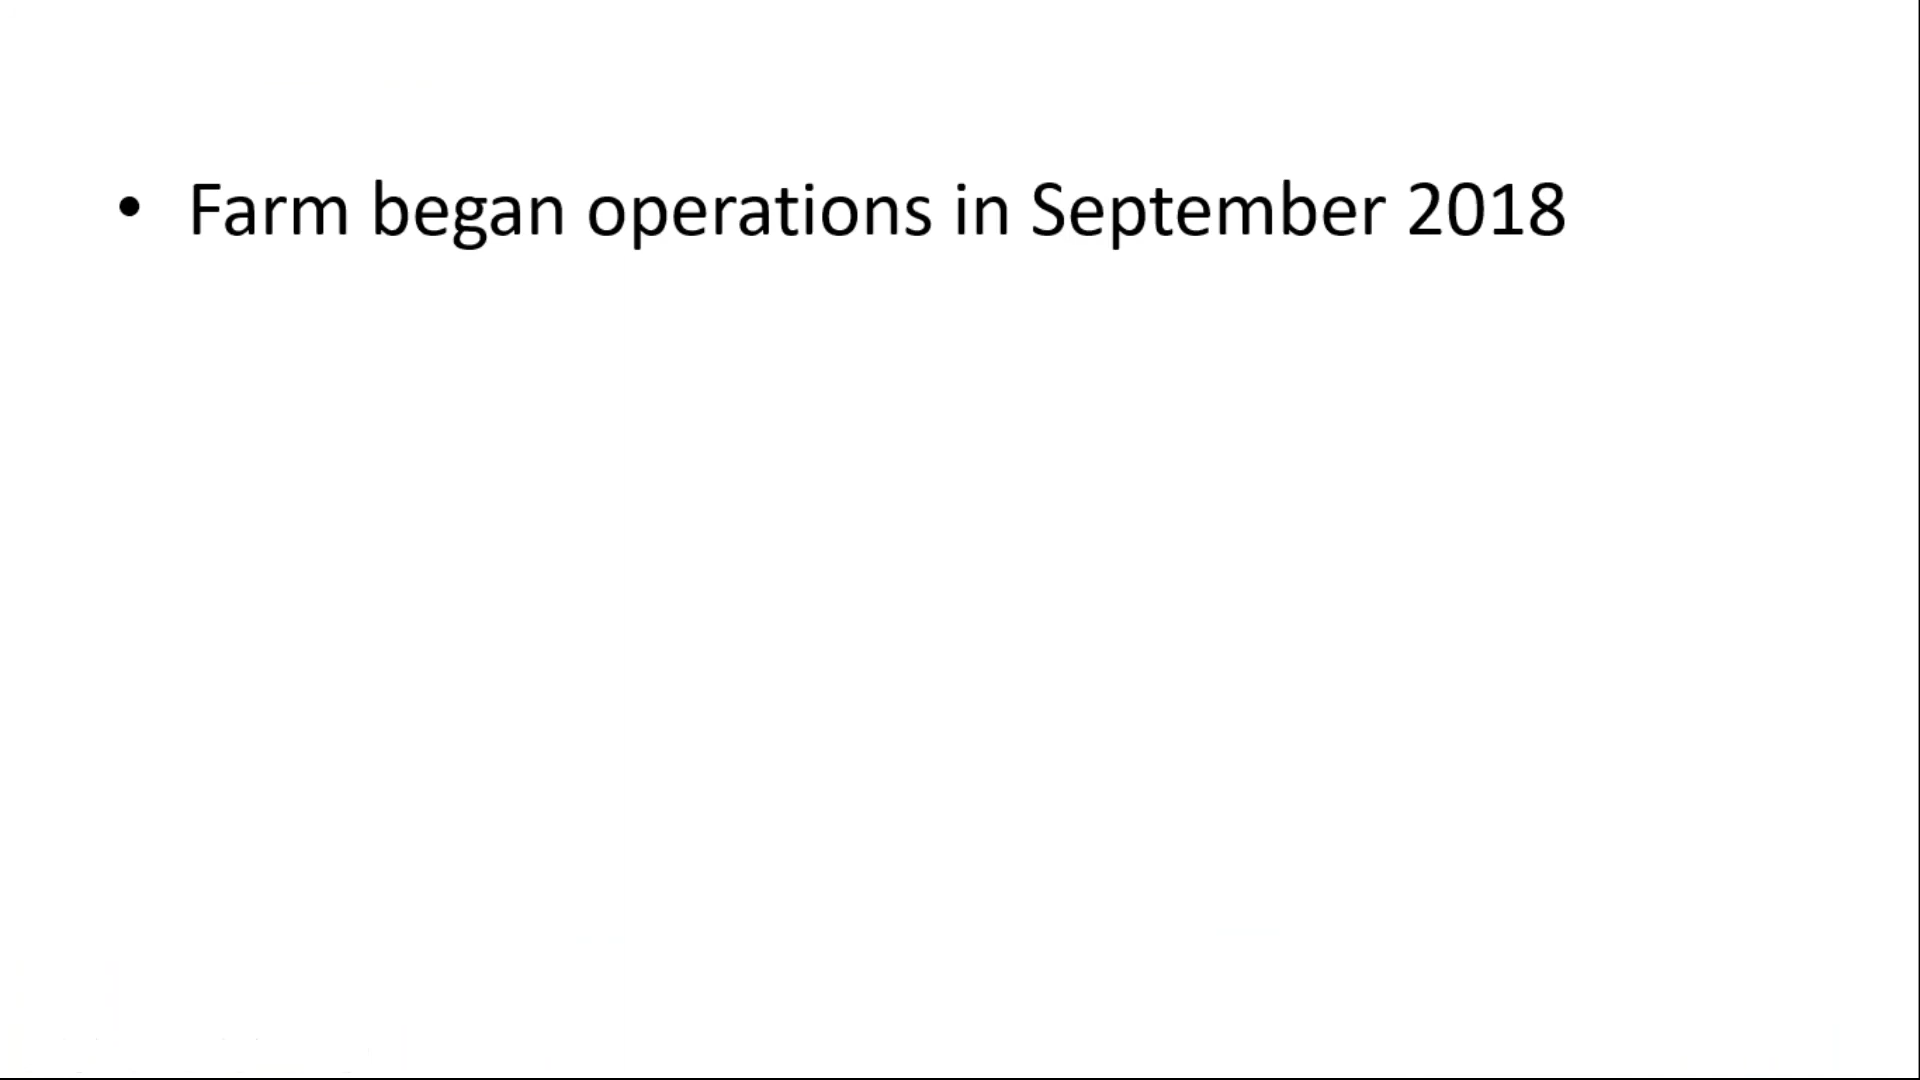 • Farm began operations in September 2018